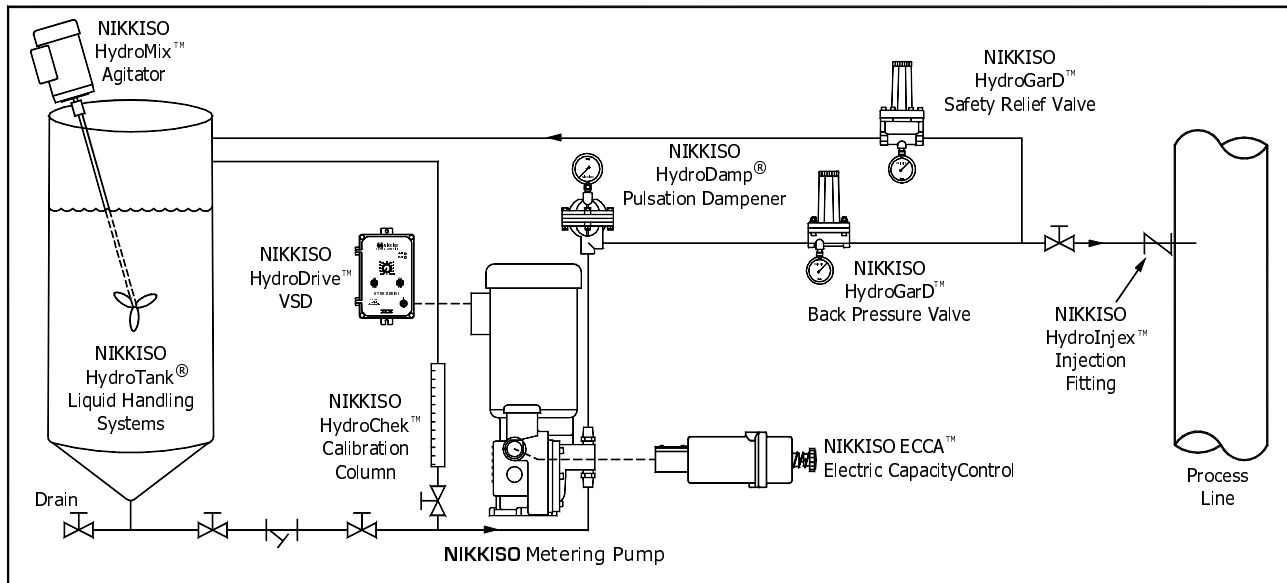 NIKKISO
HydroMix™
Agitator
NIKKISO
HydroGarD™
Safety Relief Valve
NIKKISO
HydroDamp®
Pulsation Dampener
NIKKISO
HydroDrive™
VSD
NIKKISO
HydroGarD™
Back Pressure Valve
NIKKISO
HydroInjex™
Injection
Fitting
NIKKISO
HydroTank®
Liquid Handling
Systems
NIKKISO
HydroChek™
Calibration
Column
NIKKISO ECCA™
Electric CapacityControl
Process
Line
Drain
NIKKISO Metering Pump